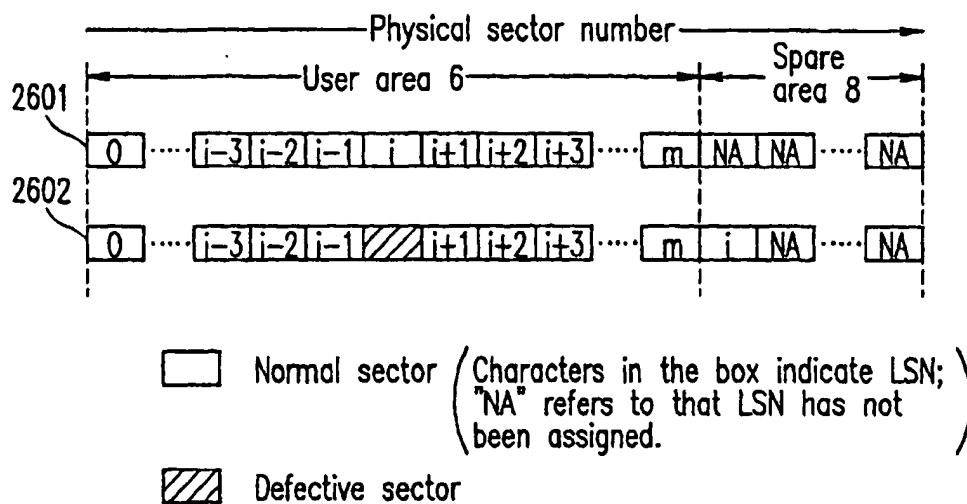 Physical sector number
User area 6
Spare
area 8
2601
0 ····· i-3 i-2 i-1 i i+1 i+2 i+3 ····· m NA NA ····· NA
2602
0 ····· i-3 i-2 i-1 i+1 i+2 i+3 ····· m i NA ····· NA
Normal sector (Characters in the box indicate LSN;
"NA" refers to that LSN has not
been assigned.)
Defective sector